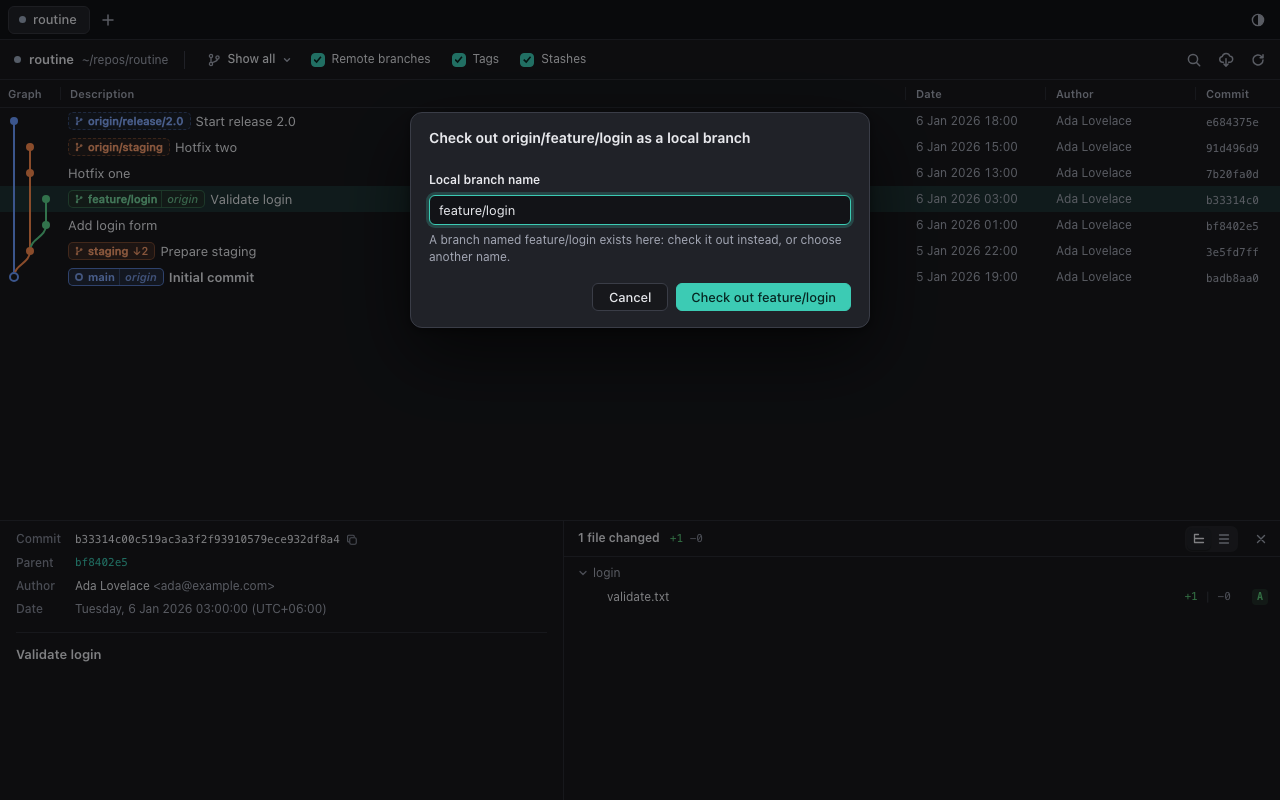 routine
routine ~/repos/routine Show all Remote branches Tags Stashes
Graph Description Date Author Commit
origin/release/2.0 Start release 2.0 6 Jan 2026 18:00 Ada Lovelace e684375e
origin/staging Hotfix two 6 Jan 2026 15:00 Ada Lovelace 91d496d9
Hotfix one 6 Jan 2026 13:00 Ada Lovelace 7b20fa0d
feature/login origin Validate login 6 Jan 2026 03:00 Ada Lovelace b33314c0
Add login form 6 Jan 2026 01:00 Ada Lovelace bf8402e5
staging ↓2 Prepare staging 5 Jan 2026 22:00 Ada Lovelace 3e5fd7ff
main origin Initial commit 5 Jan 2026 19:00 Ada Lovelace badb8aa0
Check out origin/feature/login as a local branch
Local branch name
feature/login
A branch named feature/login exists here: check it out instead, or choose
another name.
Cancel Check out feature/login
Commit b33314c00c519ac3a3f2f93910579ece932df8a4
Parent bf8402e5
Author Ada Lovelace <ada@example.com>
Date Tuesday, 6 Jan 2026 03:00:00 (UTC+06:00)
Validate login
1 file changed +1 −0
login
validate.txt +1 −0 A